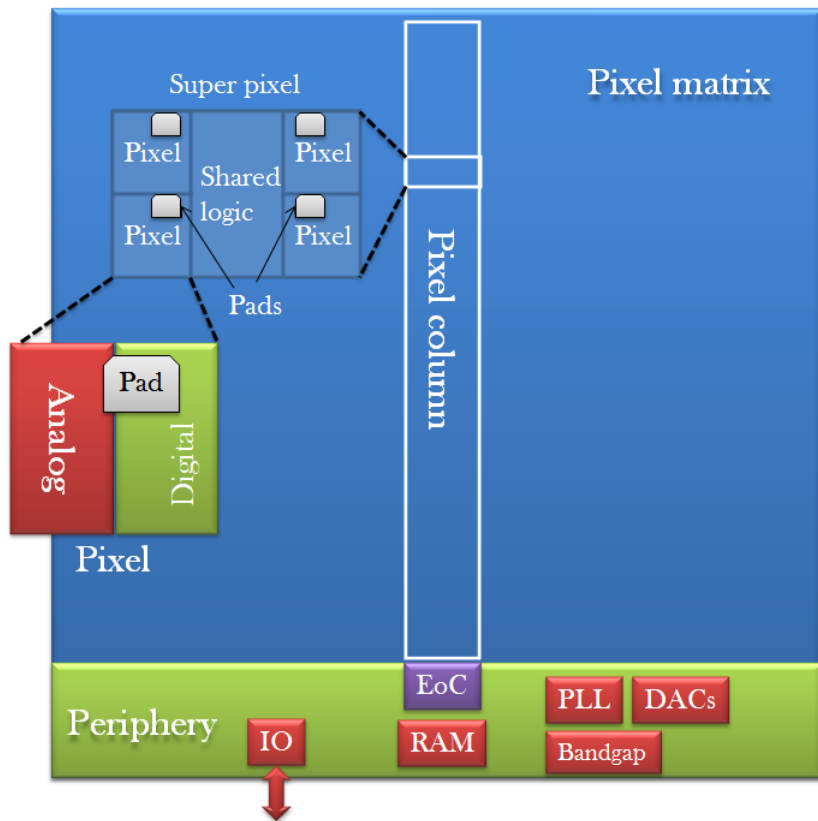 Super pixel
Pixel matrix
Pixel
Pixel
Shared
logic
Pixel
Pixel
Pads
Pixel column
Pad
Analog
Digital
Pixel
EoC
PLL
DACs
Periphery
IO
RAM
Bandgap